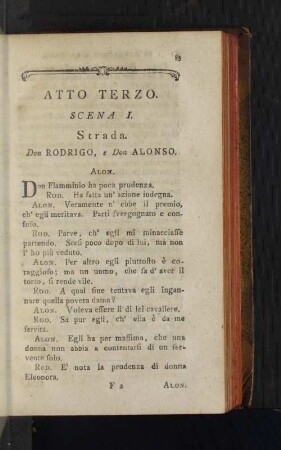 83
ATTO TERZO.
SCENA I.
Strada.
Don RODRIGO, e Don ALONSO.
ALON.
Don Flamminio ha poca prudenza.
ROD. Ha fatta un' azione indegna.
ALON. Veramente n' ebbe il premio,
ch' egli meritava. Partì svergognato e con-
fuso.
ROD. Parve, ch' egli mi minacciasse
partendo. Scesi poco dopo di lui, ma non
l' ho più veduto.
ALON. Per altro egli piuttosto è co-
raggioso; ma un uomo, che sa d' aver il
torto, si rende vile.
ROD. A qual fine tentava egli ingan-
nare quella povera dama?
ALON. Voleva essere il di lei cavaliere.
ROD. Sa pur egli, ch' ella è da me
servita.
ALON. Egli ha per massima, che una
donna non abbia a contentarsi di un ser-
vente solo.
ROD. E' nota la prudenza di donna
Eleonora.
F 2 ALON.